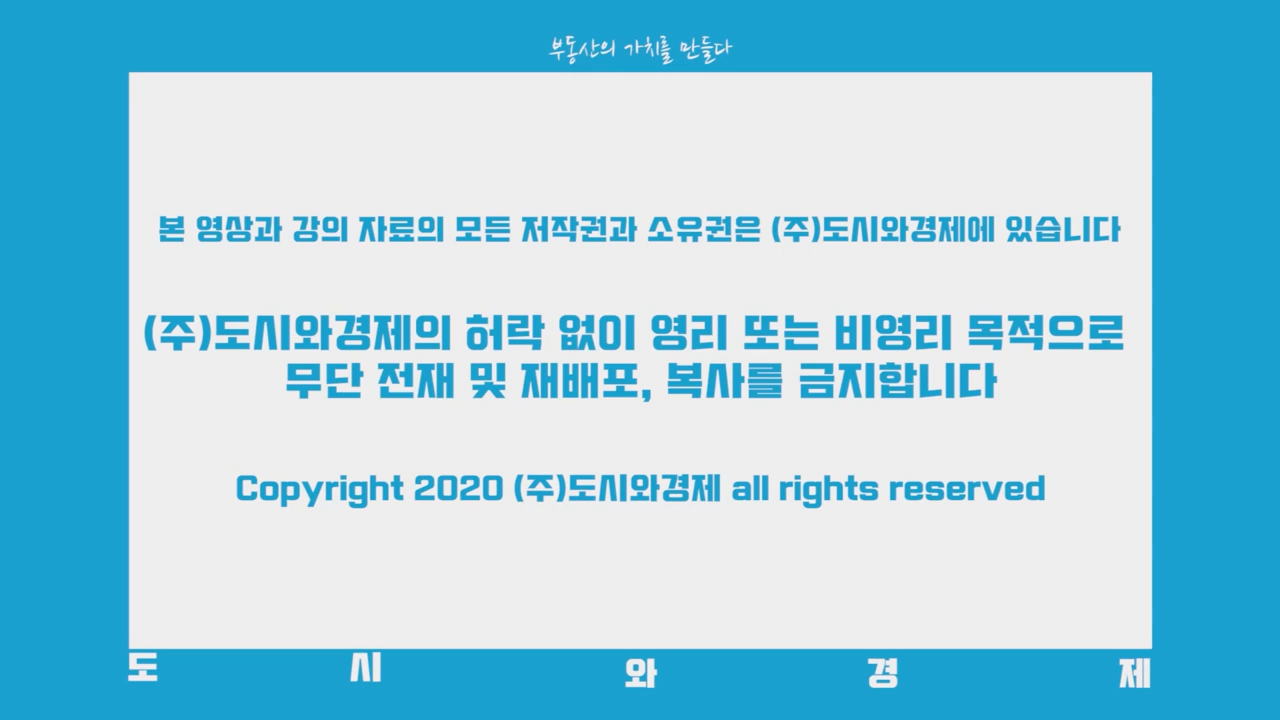 부동산의 가치를 만들다
본 영상과 강의 자료의 모든 저작권과 소유권은 (주)도시와경제에 있습니다
(주)도시와경제의 허락 없이 영리 또는 비영리 목적으로
무단 전재 및 재배포, 복사를 금지합니다
Copyright 2020 (주)도시와경제 all rights reserved
도 시 와 경 제